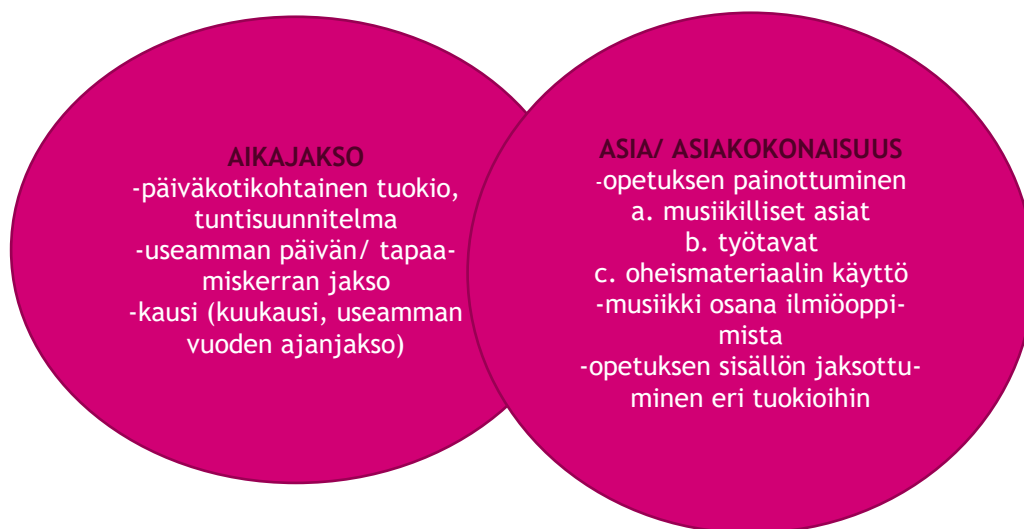 AIKAJAKSO
-päiväkotikohtainen tuokio,
tuntisuunnitelma
-useamman päivän/ tapaa-
miskerran jakso
-kausi (kuukausi, useamman
vuoden ajanjakso)
ASIA/ ASIAKOKONAISUUS
-opetuksen painottuminen
a. musiikilliset asiat
b. työtavat
c. oheismateriaalin käyttö
-musiikki osana ilmiöoppi-
mista
-opetuksen sisällön jaksottu-
minen eri tuokioihin